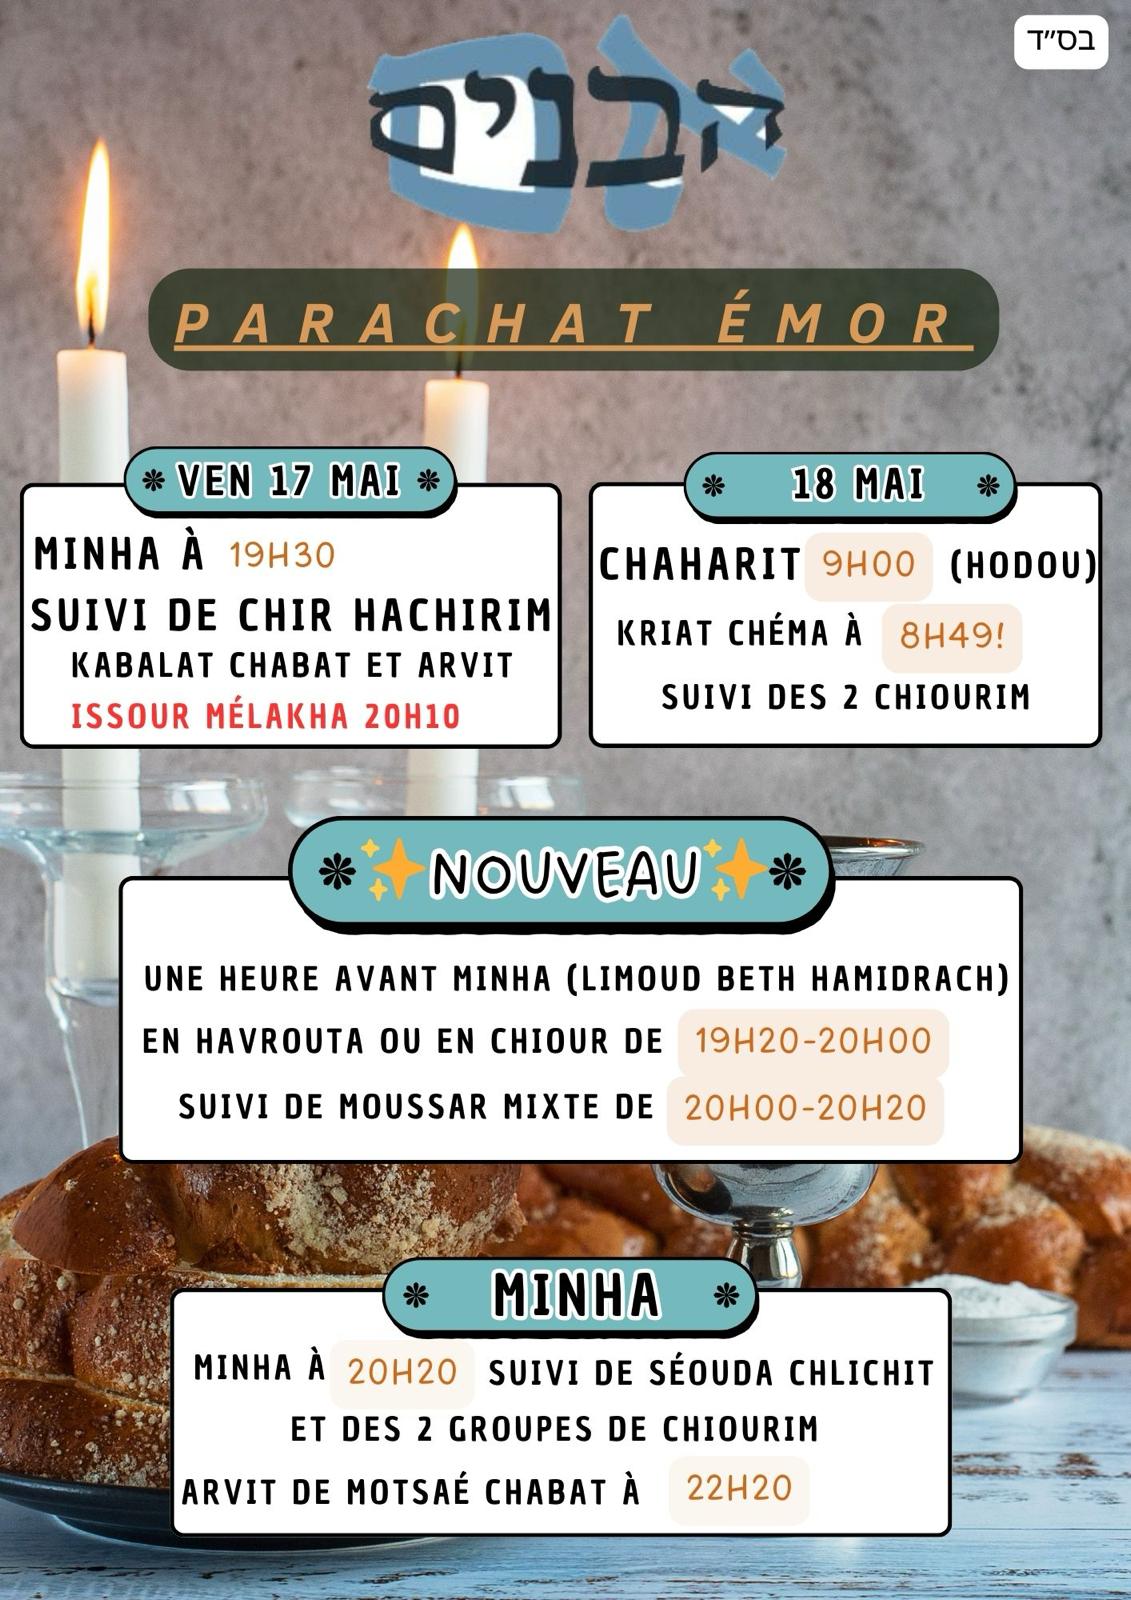 בס״ד
אב הבנים
PARACHAT ÉMOR
VEN 17 MAI
MINHA À 19H30
SUIVI DE CHIR HACHIRIM
KABALAT CHABAT ET ARVIT
ISSOUR MÉLAKHA 20H10
18 MAI
CHAHARIT 9H00 (HODOU)
KRIAT CHÉMA À 8H49!
SUIVI DES 2 CHIOURIM
NOUVEAU
UNE HEURE AVANT MINHA (LIMOUD BETH HAMIDRACH)
EN HAVROUTA OU EN CHIOUR DE 19H20-20H00
SUIVI DE MOUSSAR MIXTE DE 20H00-20H20
MINHA
MINHA À 20H20 SUIVI DE SÉOUDA CHLICHIT
ET DES 2 GROUPES DE CHIOURIM
ARVIT DE MOTSAÉ CHABAT À 22H20